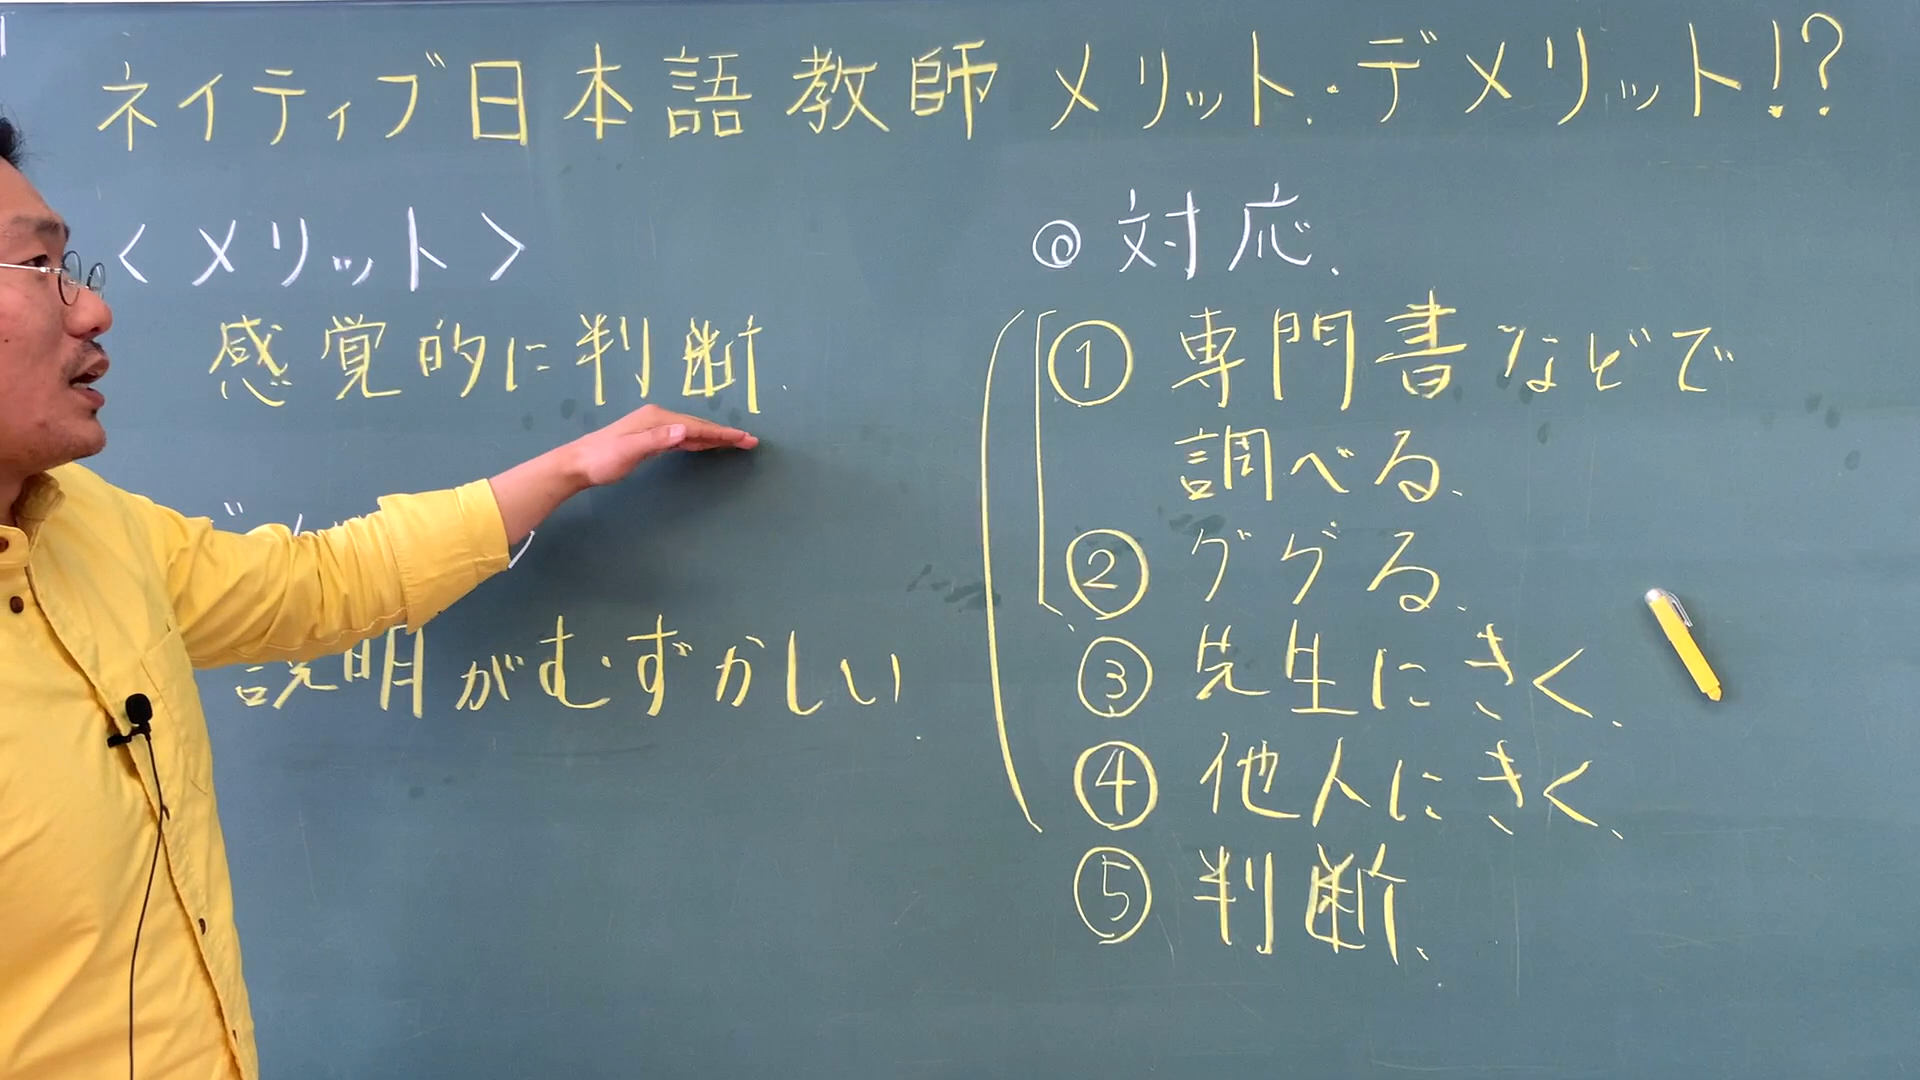 ネイティブ日本語教師 メリット・デメリット!?
<メリット>
感覚的に判断.
説明がむずかしい.
◎対応.
① 専門書などで
調べる.
② ググる.
③ 先生にきく.
④ 他人にきく.
⑤ 判断.